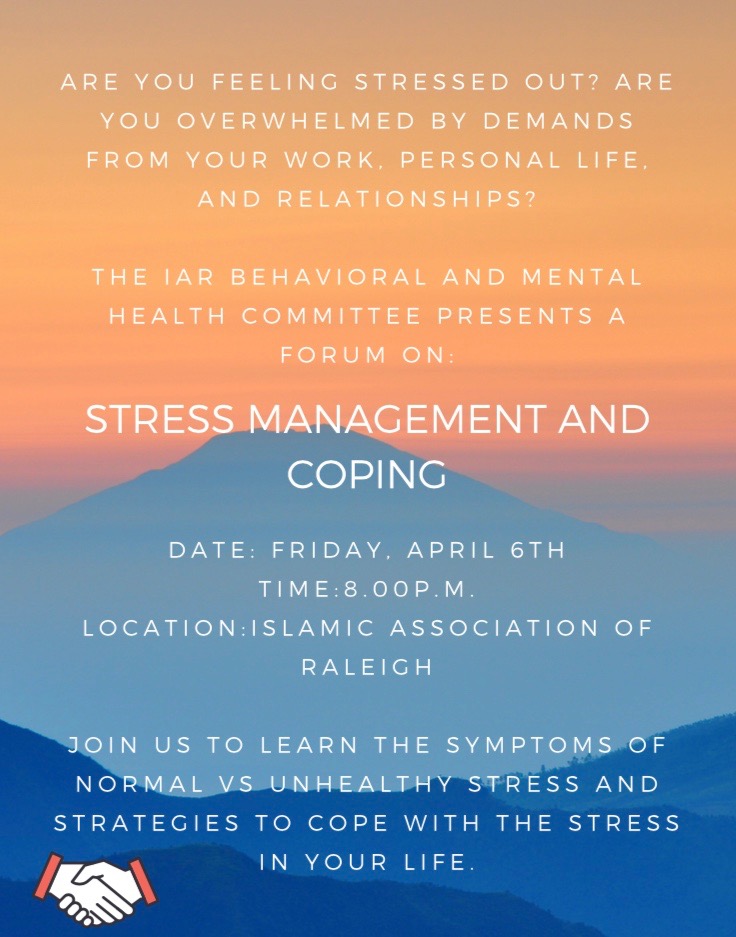 ARE YOU FEELING STRESSED OUT? ARE
YOU OVERWHELMED BY DEMANDS
FROM YOUR WORK, PERSONAL LIFE,
AND RELATIONSHIPS?
THE IAR BEHAVIORAL AND MENTAL
HEALTH COMMITTEE PRESENTS A
FORUM ON:
STRESS MANAGEMENT AND
COPING
DATE: FRIDAY, APRIL 6TH
TIME:8.00P.M.
LOCATION:ISLAMIC ASSOCIATION OF
RALEIGH
JOIN US TO LEARN THE SYMPTOMS OF
NORMAL VS UNHEALTHY STRESS AND
STRATEGIES TO COPE WITH THE STRESS
IN YOUR LIFE.